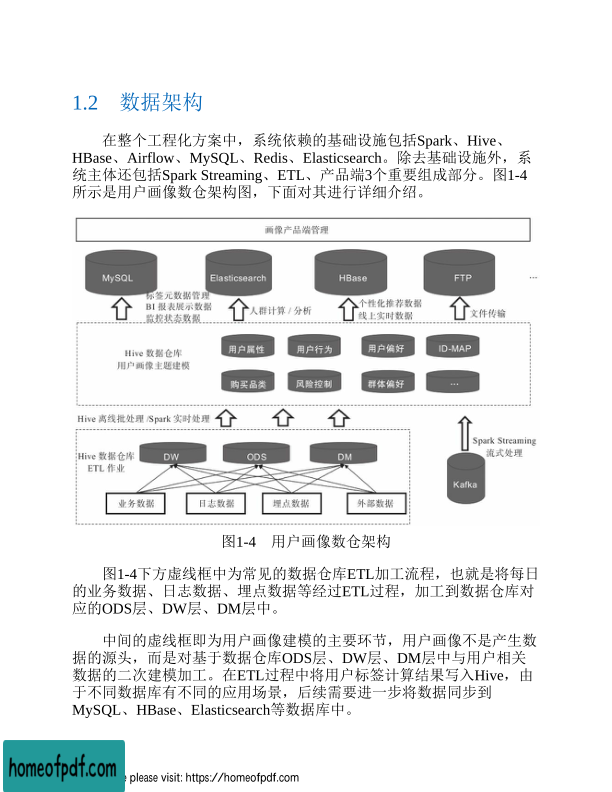 1.2 数据架构
在整个工程化方案中，系统依赖的基础设施包括Spark、Hive、
HBase、Airflow、MySQL、Redis、Elasticsearch。除去基础设施外，系
统主体还包括Spark Streaming、ETL、产品端3个重要组成部分。图1-4
所示是用户画像数仓架构图，下面对其进行详细介绍。
画像产品端管理
MySQL
Elasticsearch
HBase
FTP
...
标签元数据管理
BI 报表展示数据
监控状态数据
人群计算 / 分析
个性化推荐数据
线上实时数据
文件传输
Hive 数据仓库
用户画像主题建模
用户属性
用户行为
用户偏好
ID-MAP
购买品类
风险控制
群体偏好
...
Hive 离线批处理 /Spark 实时处理
Spark Streaming
流式处理
Hive 数据仓库
ETL 作业
DW
ODS
DM
Kafka
业务数据
日志数据
埋点数据
外部数据
图1-4 用户画像数仓架构
图1-4下方虚线框中为常见的数据仓库ETL加工流程，也就是将每日
的业务数据、日志数据、埋点数据等经过ETL过程，加工到数据仓库对
应的ODS层、DW层、DM层中。
中间的虚线框即为用户画像建模的主要环节，用户画像不是产生数
据的源头，而是对基于数据仓库ODS层、DW层、DM层中与用户相关
数据的二次建模加工。在ETL过程中将用户标签计算结果写入Hive，由
于不同数据库有不同的应用场景，后续需要进一步将数据同步到
MySQL、HBase、Elasticsearch等数据库中。
homeofpdf.com
please visit: https://homeofpdf.com